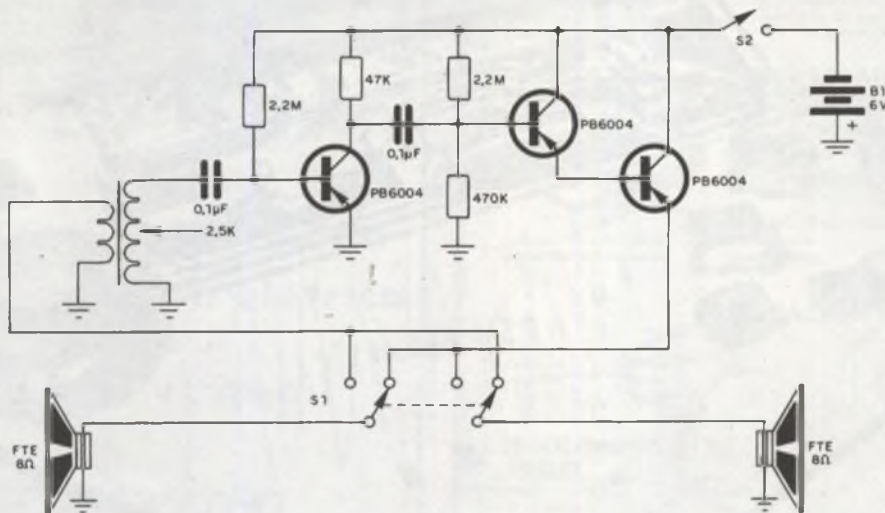 S2
47K
2,2M
2,2M
B1
6V
+
PB6004
0,1µF
PB6004
PB6004
0,1µF
470K
2,5K
S1
FTE
8Ω
FTE
8Ω